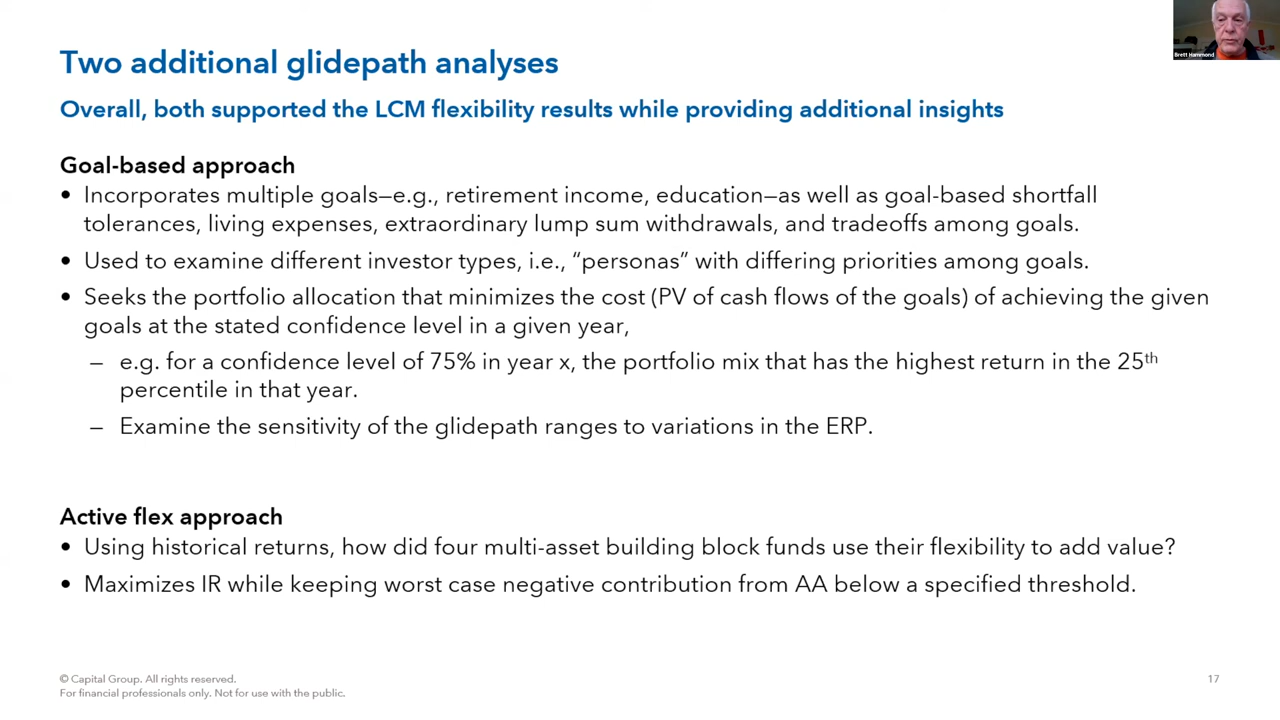 Two additional glidepath analyses
Overall, both supported the LCM flexibility results while providing additional insights
Goal-based approach
• Incorporates multiple goals—e.g., retirement income, education—as well as goal-based shortfall
tolerances, living expenses, extraordinary lump sum withdrawals, and tradeoffs among goals.
• Used to examine different investor types, i.e., “personas” with differing priorities among goals.
• Seeks the portfolio allocation that minimizes the cost (PV of cash flows of the goals) of achieving the given
goals at the stated confidence level in a given year,
– e.g. for a confidence level of 75% in year x, the portfolio mix that has the highest return in the 25th
percentile in that year.
– Examine the sensitivity of the glidepath ranges to variations in the ERP.
Active flex approach
• Using historical returns, how did four multi-asset building block funds use their flexibility to add value?
• Maximizes IR while keeping worst case negative contribution from AA below a specified threshold.
© Capital Group. All rights reserved.
For financial professionals only. Not for use with the public.
17
Brett Hammond